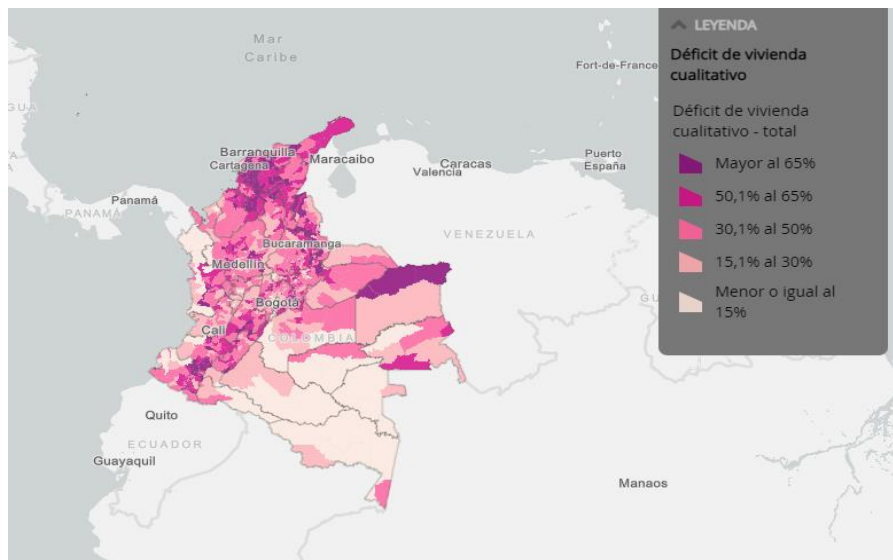 LEYENDA
Déficit de vivienda
cualitativo
Déficit de vivienda
cualitativo - total
Mayor al 65%
50,1% al 65%
30,1% al 50%
15,1% al 30%
Menor o igual al
15%
Mar
Caribe
Fort-de-France
Barranquilla
Cartagena
Maracaibo
Caracas
Valencia
Puerto
España
Panamá
PANAMÁ
VENEZUELA
Bucaramanga
Medellín
Bogotá
Cali
COLOMBIA
Quito
ECUADOR
Guayaquil
Manaos